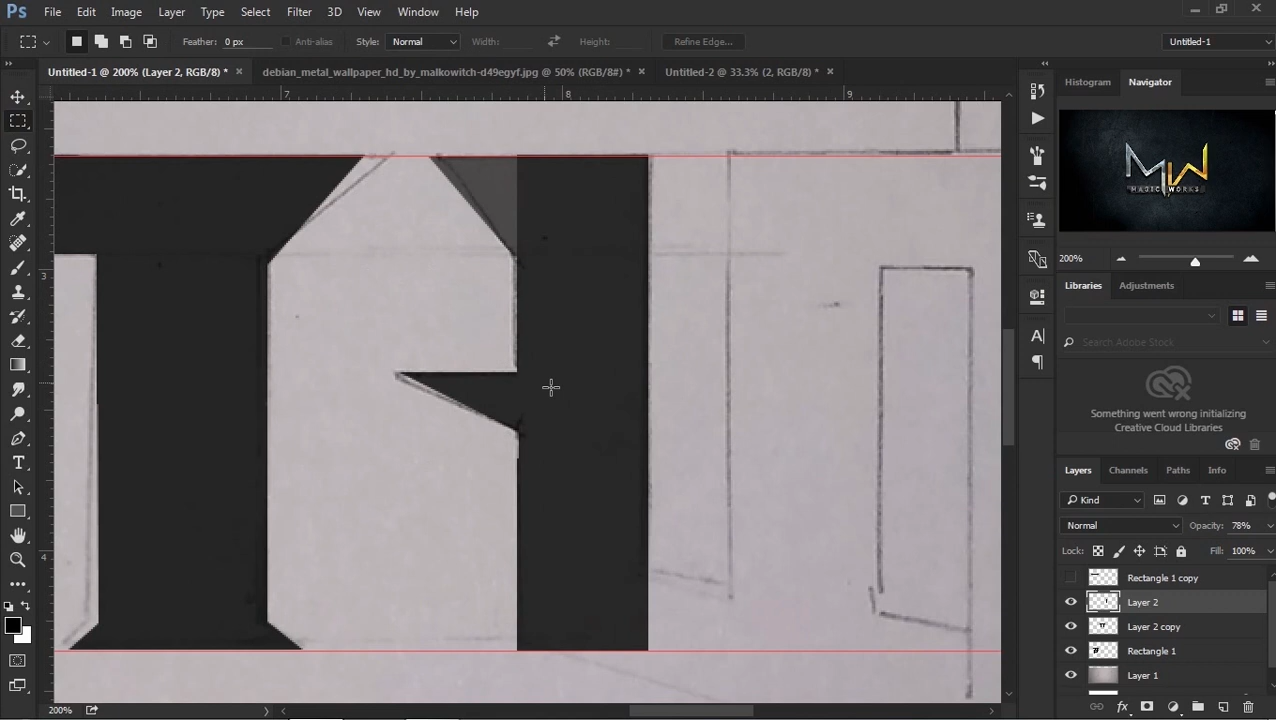 Ps File Edit Image Layer Type Select Filter 3D View Window Help
Feather: 0 px Anti-alias Style: Normal Width: Height: Refine Edge... Untitled-1
Untitled-1 @ 200% (Layer 2, RGB/8) * × debian_metal_wallpaper_hd_by_malkowitch-d49egyf.jpg @ 50% (RGB/8#) * × Untitled-2 @ 33.3% (2, RGB/8) * ×
Histogram Navigator
7 8 9
MW
MAGIC WORKS
200%
3
Libraries Adjustments
Search Adobe Stock
Something went wrong initializing
Creative Cloud Libraries
Layers Channels Paths Info
Kind
Normal Opacity: 78%
4
Lock: Fill: 100%
Rectangle 1 copy
Layer 2
Layer 2 copy
Rectangle 1
Layer 1
200%
fx